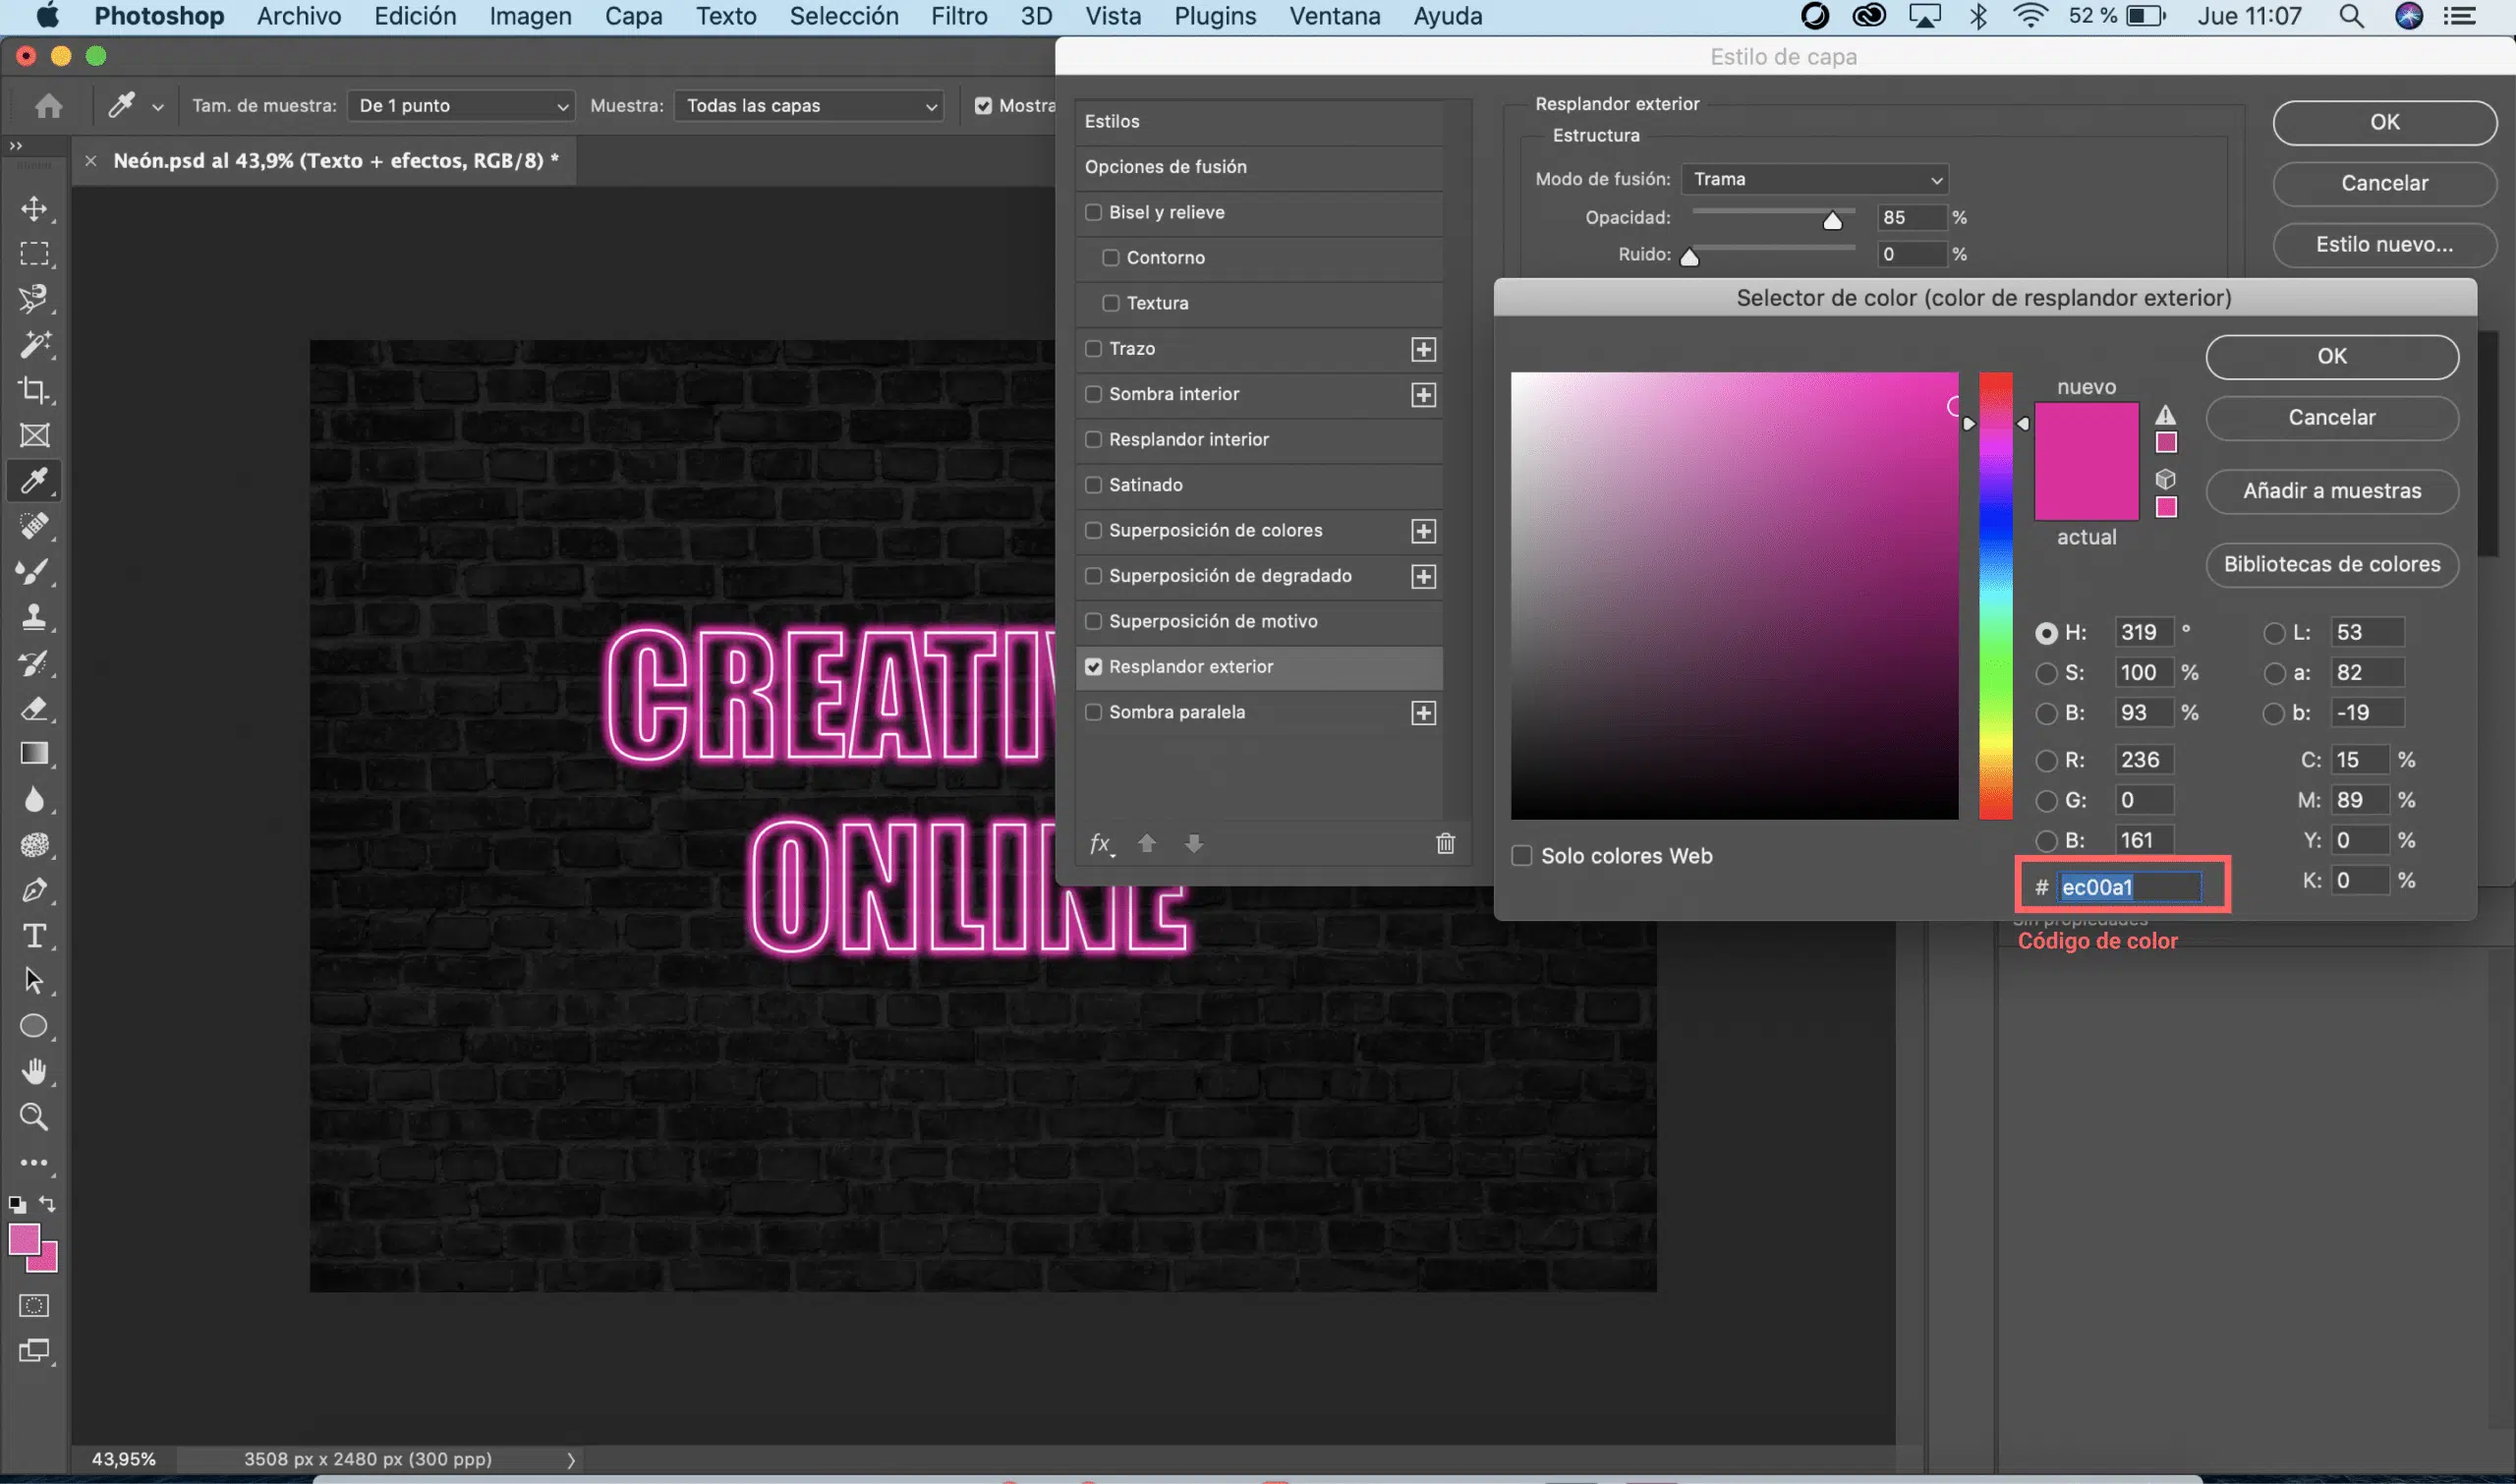 Photoshop Archivo Edición Imagen Capa Texto Selección Filtro 3D Vista Plugins Ventana Ayuda 52 % Jue 11:07
Estilo de capa
Tam. de muestra: De 1 punto Muestra: Todas las capas Mostra
Neón.psd al 43,9% (Texto + efectos, RGB/8) *
Estilos
Opciones de fusión
Bisel y relieve
Contorno
Textura
Trazo
Sombra interior
Resplandor interior
Satinado
Superposición de colores
Superposición de degradado
Superposición de motivo
Resplandor exterior
Sombra paralela
fx
Resplandor exterior
Estructura
Modo de fusión: Trama
Opacidad: 85 %
Ruido: 0 %
OK
Cancelar
Estilo nuevo...
Selector de color (color de resplandor exterior)
nuevo
actual
OK
Cancelar
Añadir a muestras
Bibliotecas de colores
H: 319 ° L: 53
S: 100 % a: 82
B: 93 % b: -19
R: 236 C: 15 %
G: 0 M: 89 %
B: 161 Y: 0 %
# ec00a1 K: 0 %
Solo colores Web
Sin propiedades
Código de color
CREATIV
ONLINE
43,95% 3508 px x 2480 px (300 ppp)